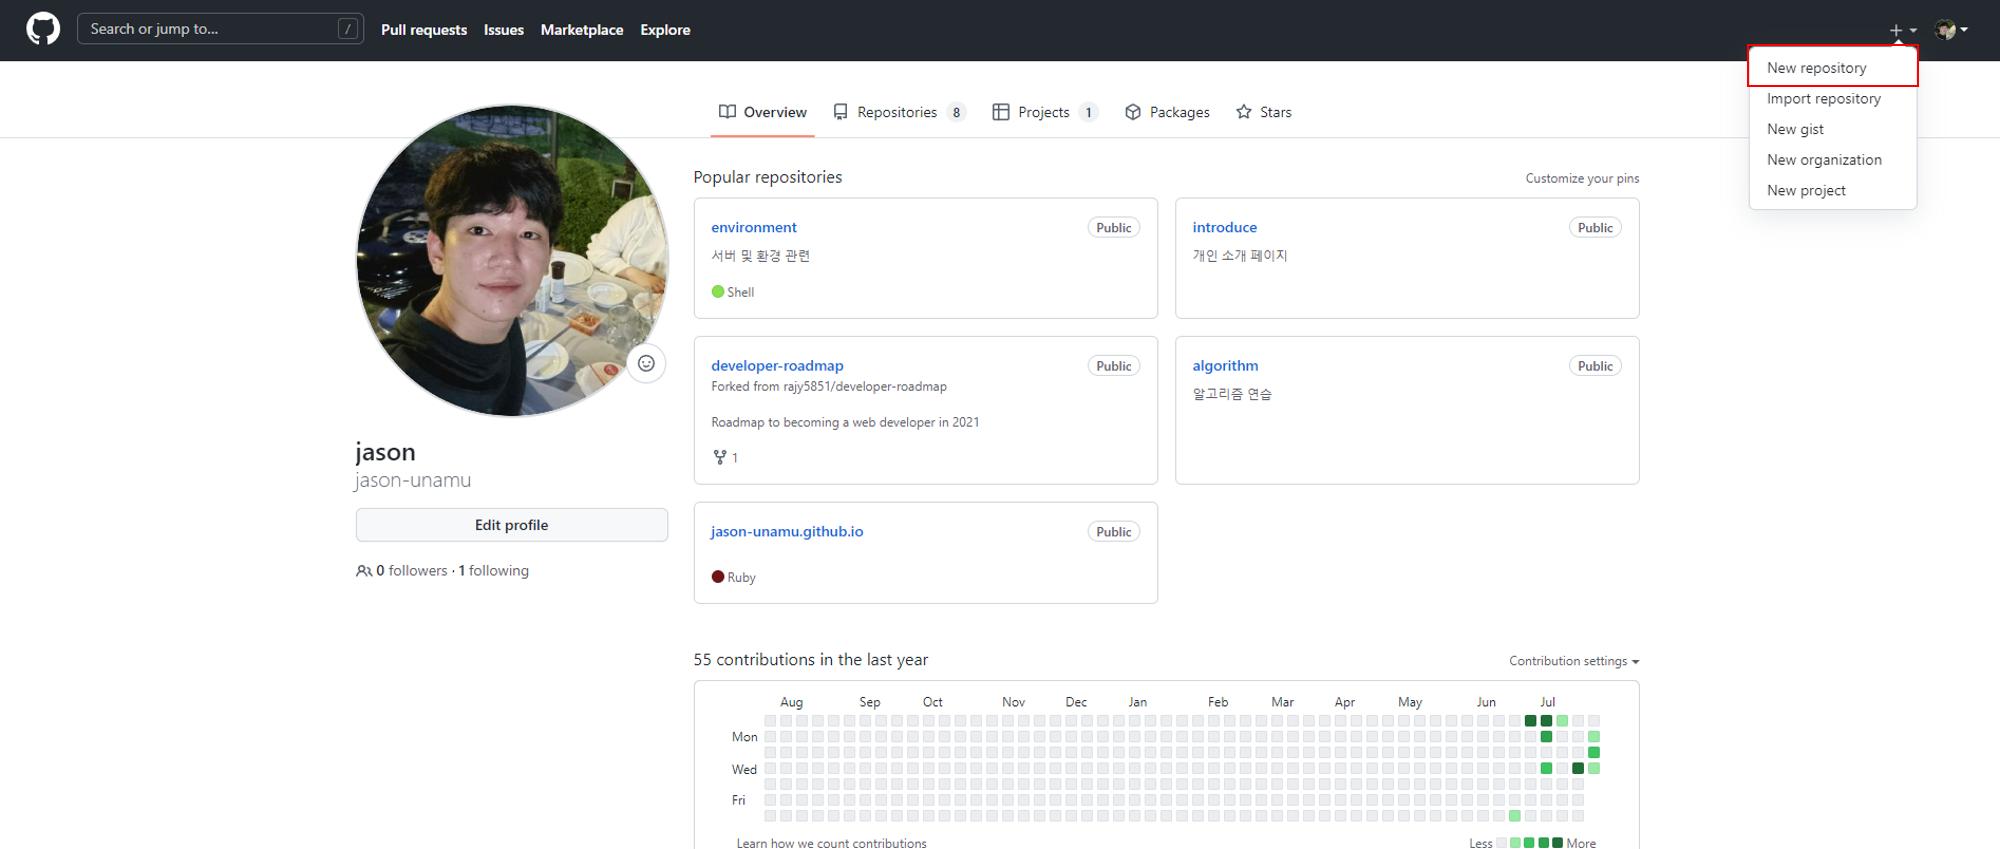 Search or jump to...
/
Pull requests
Issues
Marketplace
Explore
New repository
Import repository
New gist
New organization
New project
Overview
Repositories 8
Projects 1
Packages
Stars
jason
jason-unamu
Edit profile
0 followers · 1 following
Popular repositories
Customize your pins
environment
Public
서버 및 환경 관련
Shell
introduce
Public
개인 소개 페이지
developer-roadmap
Public
Forked from rajy5851/developer-roadmap
Roadmap to becoming a web developer in 2021
1
algorithm
Public
알고리즘 연습
jason-unamu.github.io
Public
Ruby
55 contributions in the last year
Contribution settings
Aug Sep Oct Nov Dec Jan Feb Mar Apr May Jun Jul
Mon
Wed
Fri
Learn how we count contributions
Less More